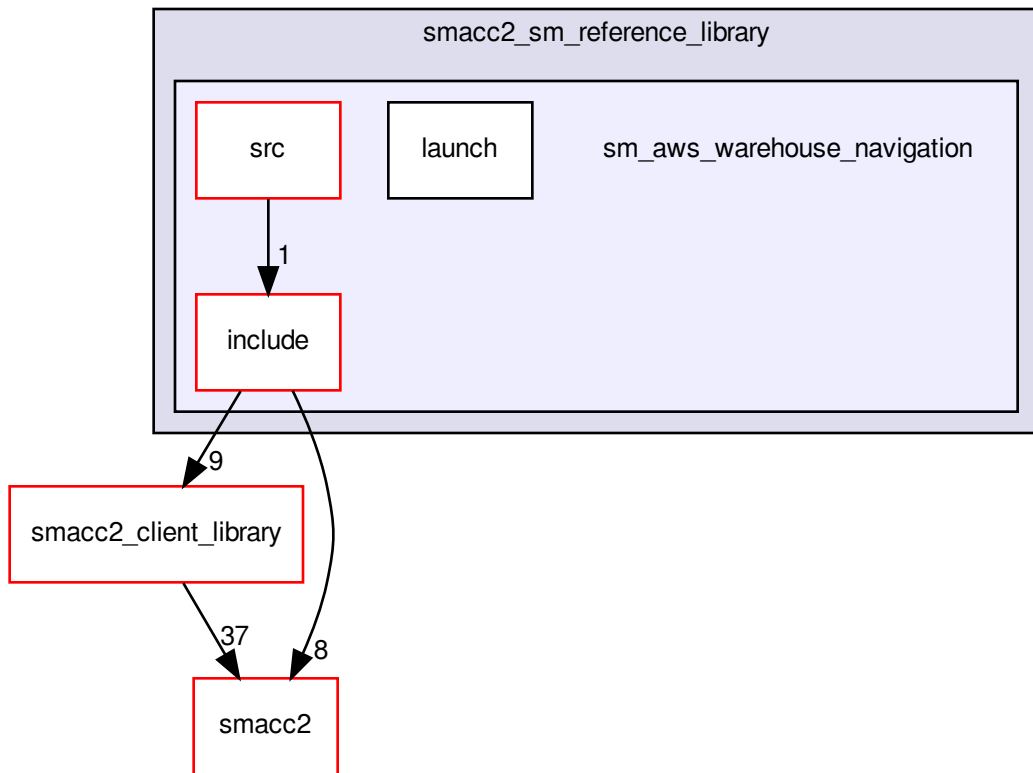 smacc2_sm_reference_library
src
launch
sm_aws_warehouse_navigation
1
include
9
smacc2_client_library
37
8
smacc2